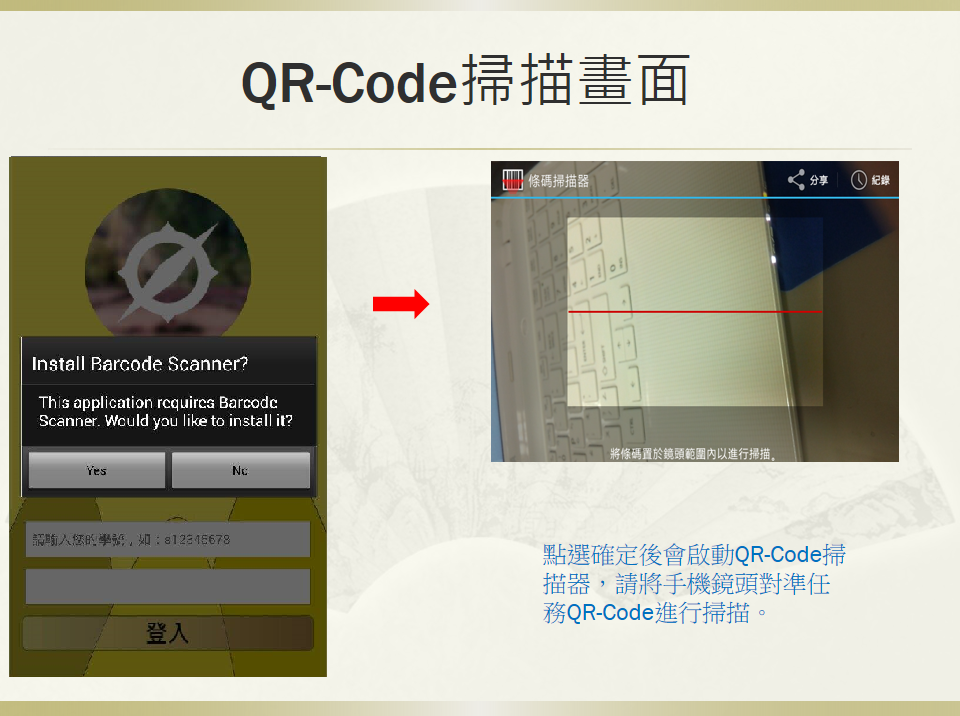 QR-Code掃描畫面
Install Barcode Scanner?
This application requires Barcode
Scanner. Would you like to install it?
Yes
No
請輸入您的學號，如：a12345678
登入
條碼掃描器
分享
紀錄
將條碼置於鏡頭範圍內以進行掃描。
點選確定後會啟動QR-Code掃
描器，請將手機鏡頭對準任
務QR-Code進行掃描。